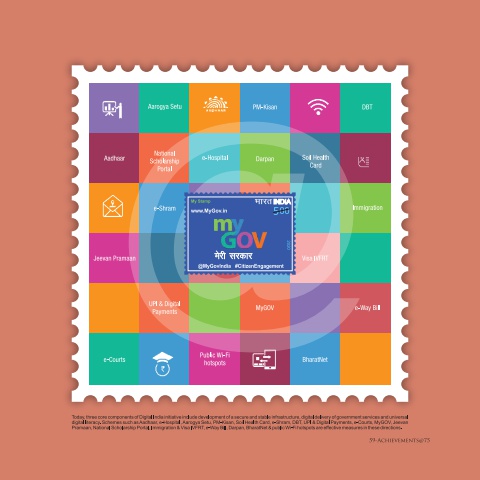 Aarogya Setu
PM-Kisan
DBT
Aadhaar
National
Scholarship
Portal
e-Hospital
Darpan
Soil Health
Card
e-Shram
Immigration
My Stamp
भारत INDIA
500
www.MyGov.in
my
GOV
मेरी सरकार
@MyGovIndia #CitizenEngagement
Jeevan Pramaan
Visa IVFRT
UPI & Digital
Payments
MyGOV
e-Way Bill
e-Courts
Public Wi-Fi
hotspots
BharatNet
Today, three core components of Digital India initiative include development of a secure and stable infrastructure, digital delivery of government services and universal
digital literacy. Schemes such as Aadhaar, e-Hospital, Aarogya Setu, PM-Kisan, Soil Health Card, e-Shram, DBT, UPI & Digital Payments, e-Courts, MyGOV, Jeevan
Pramaan, National Scholarship Portal, Immigration & Visa IVFRT, e-Way Bill, Darpan, BharatNet & public Wi-Fi hotspots are effective measures in these directions.
59-ACHIEVEMENTS@75